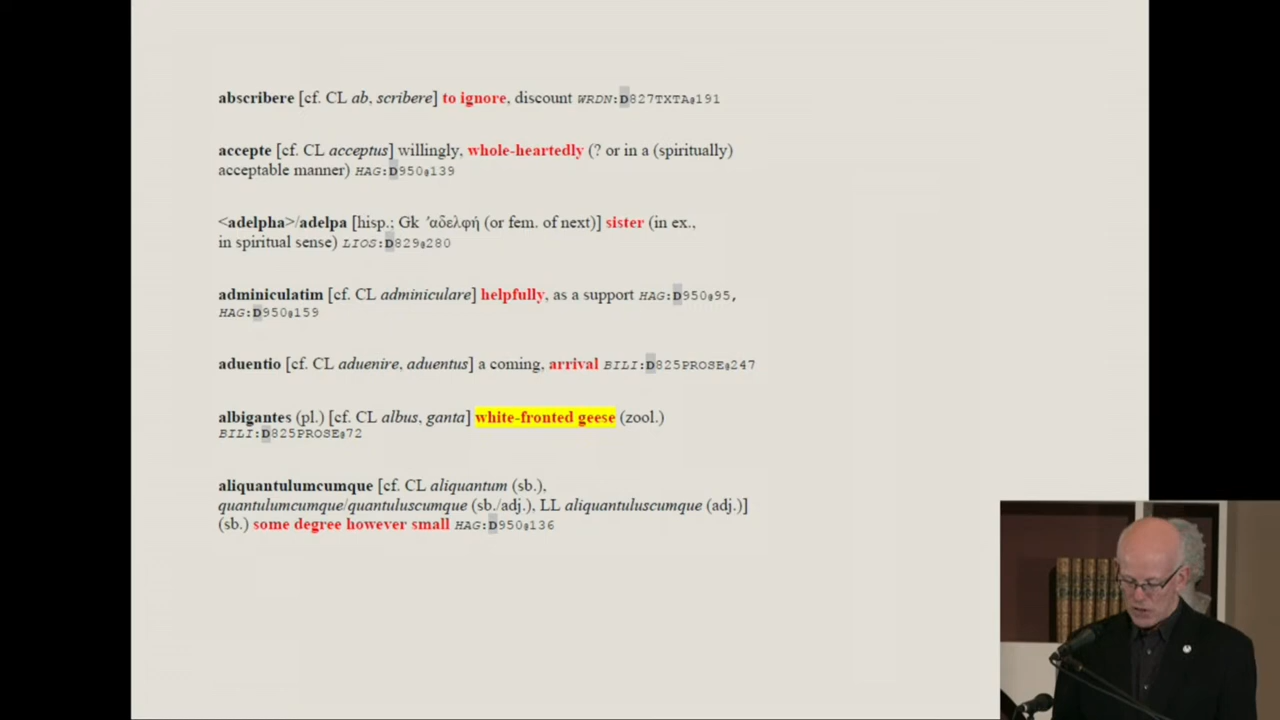 abscribere [cf. CL ab, scribere] to ignore, discount WRDN:D827TXTA@191
accepte [cf. CL acceptus] willingly, whole-heartedly (? or in a (spiritually)
acceptable manner) HAG:D950@139
<adelpha>/adelpa [hisp.; Gk ’αδελφή (or fem. of next)] sister (in ex.,
in spiritual sense) LIOS:D829@280
adminiculatim [cf. CL adminiculare] helpfully, as a support HAG:D950@95,
HAG:D950@159
aduentio [cf. CL aduenire, aduentus] a coming, arrival BILI:D825PROSE@247
albigantes (pl.) [cf. CL albus, ganta] white-fronted geese (zool.)
BILI:D825PROSE@72
aliquantulumcumque [cf. CL aliquantum (sb.),
quantulumcumque/quantuluscumque (sb./adj.), LL aliquantuluscumque (adj.)]
(sb.) some degree however small HAG:D950@136